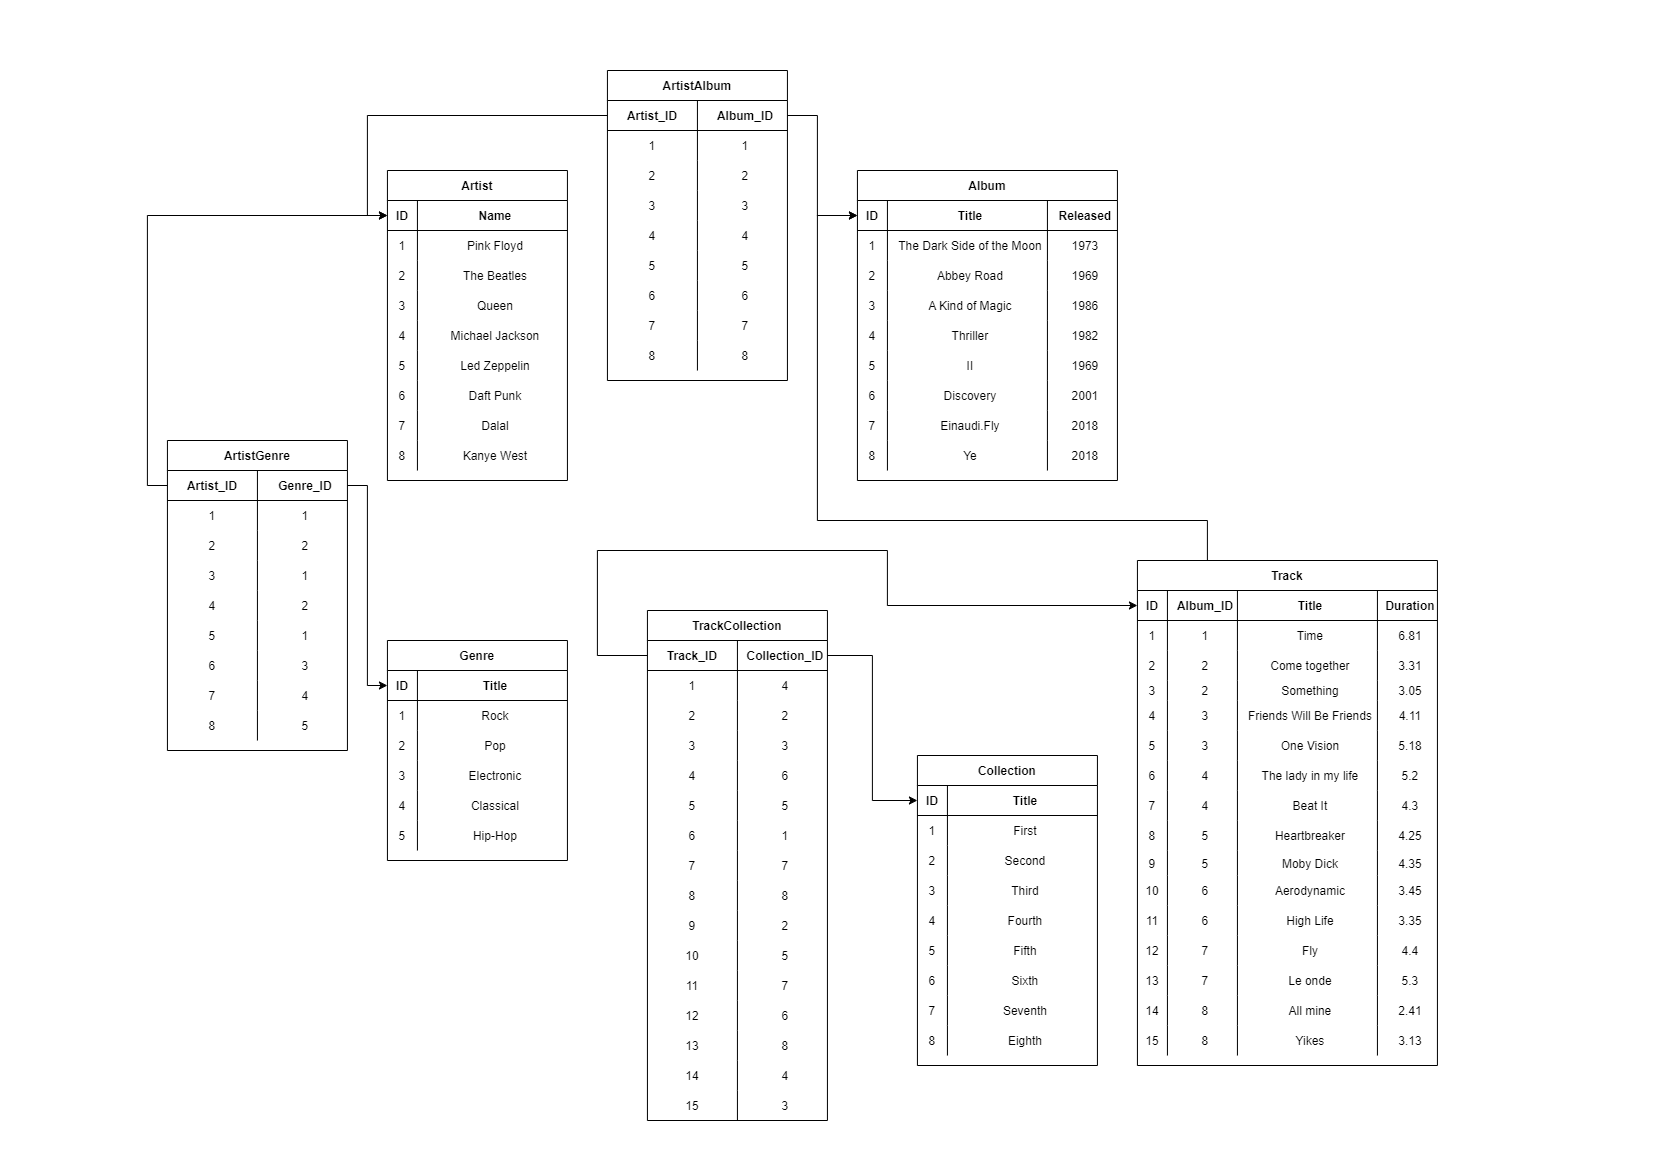 ArtistAlbum
Artist_ID Album_ID
1 1
2 2
3 3
4 4
5 5
6 6
7 7
8 8
Artist
ID Name
1 Pink Floyd
2 The Beatles
3 Queen
4 Michael Jackson
5 Led Zeppelin
6 Daft Punk
7 Dalal
8 Kanye West
Album
ID Title Released
1 The Dark Side of the Moon 1973
2 Abbey Road 1969
3 A Kind of Magic 1986
4 Thriller 1982
5 II 1969
6 Discovery 2001
7 Einaudi.Fly 2018
8 Ye 2018
ArtistGenre
Artist_ID Genre_ID
1 1
2 2
3 1
4 2
5 1
6 3
7 4
8 5
Genre
ID Title
1 Rock
2 Pop
3 Electronic
4 Classical
5 Hip-Hop
TrackCollection
Track_ID Collection_ID
1 4
2 2
3 3
4 6
5 5
6 1
7 7
8 8
9 2
10 5
11 7
12 6
13 8
14 4
15 3
Collection
ID Title
1 First
2 Second
3 Third
4 Fourth
5 Fifth
6 Sixth
7 Seventh
8 Eighth
Track
ID Album_ID Title Duration
1 1 Time 6.81
2 2 Come together 3.31
3 2 Something 3.05
4 3 Friends Will Be Friends 4.11
5 3 One Vision 5.18
6 4 The lady in my life 5.2
7 4 Beat It 4.3
8 5 Heartbreaker 4.25
9 5 Moby Dick 4.35
10 6 Aerodynamic 3.45
11 6 High Life 3.35
12 7 Fly 4.4
13 7 Le onde 5.3
14 8 All mine 2.41
15 8 Yikes 3.13